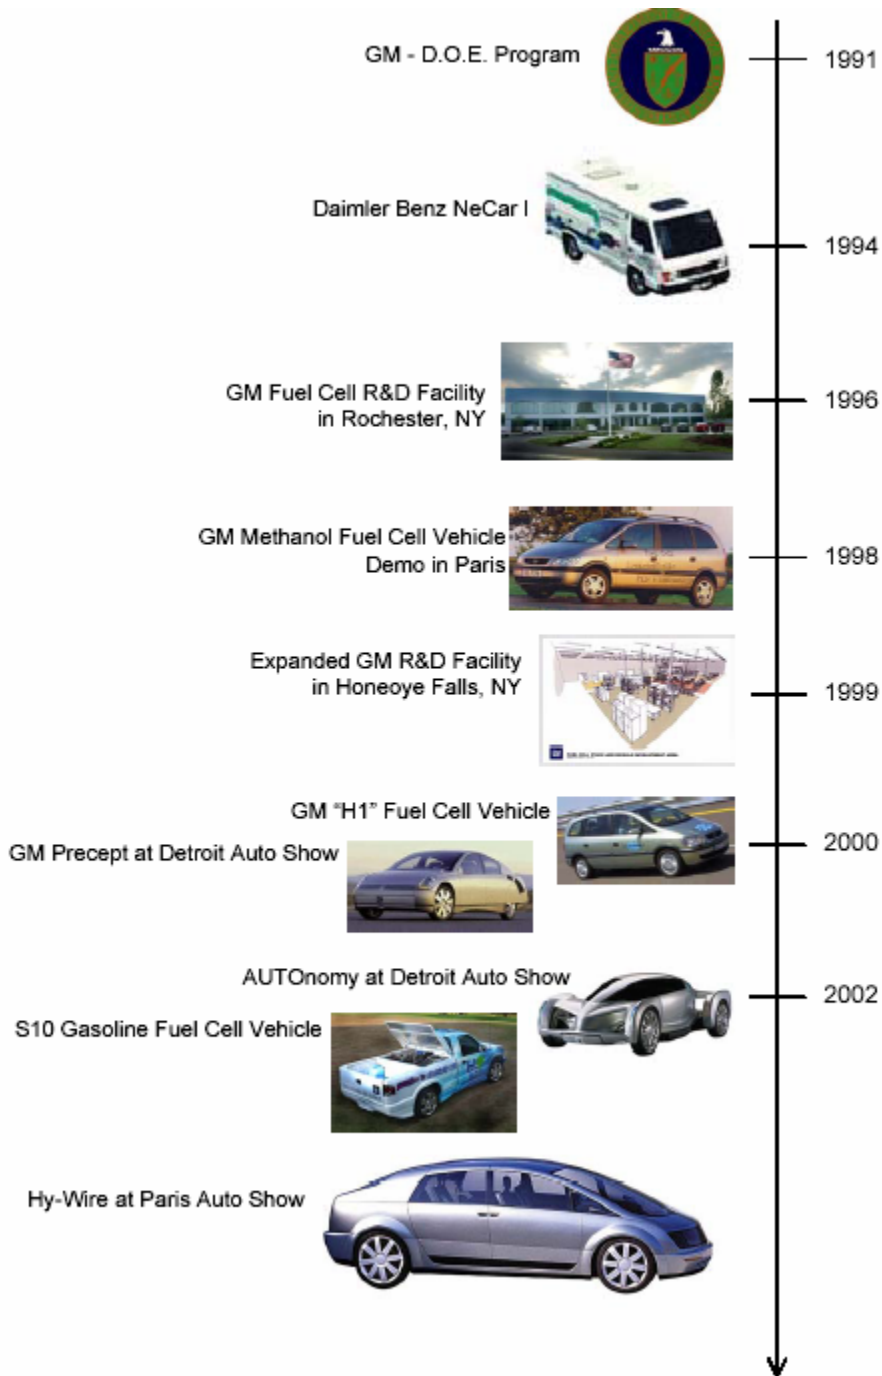 GM - D.O.E. Program
1991
Daimler Benz NeCar I
1994
GM Fuel Cell R&D Facility
in Rochester, NY
1996
GM Methanol Fuel Cell Vehicle
Demo in Paris
1998
Expanded GM R&D Facility
in Honeoye Falls, NY
1999
GM “H1” Fuel Cell Vehicle
2000
GM Precept at Detroit Auto Show
AUTOnomy at Detroit Auto Show
2002
S10 Gasoline Fuel Cell Vehicle
Hy-Wire at Paris Auto Show